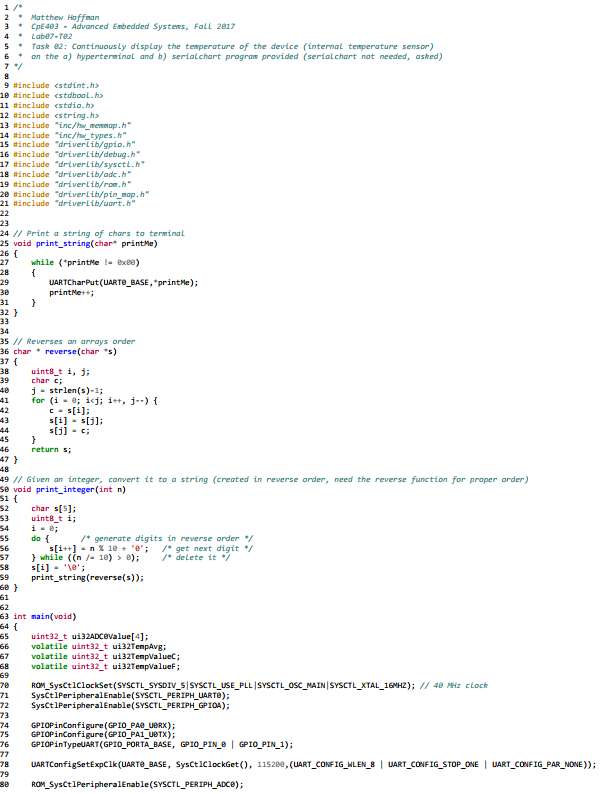 1 /*
2 * Matthew Hoffman
3 * CpE403 - Advanced Embedded Systems, Fall 2017
4 * Lab07-T02
5 * Task 02: Continuously display the temperature of the device (internal temperature sensor)
6 * on the a) hyperterminal and b) serialchart program provided (serialchart not needed, asked)
7 */
8
9 #include <stdint.h>
10 #include <stdbool.h>
11 #include <stdio.h>
12 #include <string.h>
13 #include "inc/hw_memmap.h"
14 #include "inc/hw_types.h"
15 #include "driverlib/gpio.h"
16 #include "driverlib/debug.h"
17 #include "driverlib/sysctl.h"
18 #include "driverlib/adc.h"
19 #include "driverlib/rom.h"
20 #include "driverlib/pin_map.h"
21 #include "driverlib/uart.h"
22
23
24 // Print a string of chars to terminal
25 void print_string(char* printMe)
26 {
27 while (*printMe != 0x00)
28 {
29 UARTCharPut(UART0_BASE,*printMe);
30 printMe++;
31 }
32 }
33
34
35 // Reverses an arrays order
36 char * reverse(char *s)
37 {
38 uint8_t i, j;
39 char c;
40 j = strlen(s)-1;
41 for (i = 0; i<j; i++, j--) {
42 c = s[i];
43 s[i] = s[j];
44 s[j] = c;
45 }
46 return s;
47 }
48
49 // Given an integer, convert it to a string (created in reverse order, need the reverse function for proper order)
50 void print_integer(int n)
51 {
52 char s[5];
53 uint8_t i;
54 i = 0;
55 do { /* generate digits in reverse order */
56 s[i++] = n % 10 + '0'; /* get next digit */
57 } while ((n /= 10) > 0); /* delete it */
58 s[i] = '\0';
59 print_string(reverse(s));
60 }
61
62
63 int main(void)
64 {
65 uint32_t ui32ADC0Value[4];
66 volatile uint32_t ui32TempAvg;
67 volatile uint32_t ui32TempValueC;
68 volatile uint32_t ui32TempValueF;
69
70 ROM_SysCtlClockSet(SYSCTL_SYSDIV_5|SYSCTL_USE_PLL|SYSCTL_OSC_MAIN|SYSCTL_XTAL_16MHZ); // 40 MHz clock
71 SysCtlPeripheralEnable(SYSCTL_PERIPH_UART0);
72 SysCtlPeripheralEnable(SYSCTL_PERIPH_GPIOA);
73
74 GPIOPinConfigure(GPIO_PA0_U0RX);
75 GPIOPinConfigure(GPIO_PA1_U0TX);
76 GPIOPinTypeUART(GPIO_PORTA_BASE, GPIO_PIN_0 | GPIO_PIN_1);
77
78 UARTConfigSetExpClk(UART0_BASE, SysCtlClockGet(), 115200,(UART_CONFIG_WLEN_8 | UART_CONFIG_STOP_ONE | UART_CONFIG_PAR_NONE));
79
80 ROM_SysCtlPeripheralEnable(SYSCTL_PERIPH_ADC0);